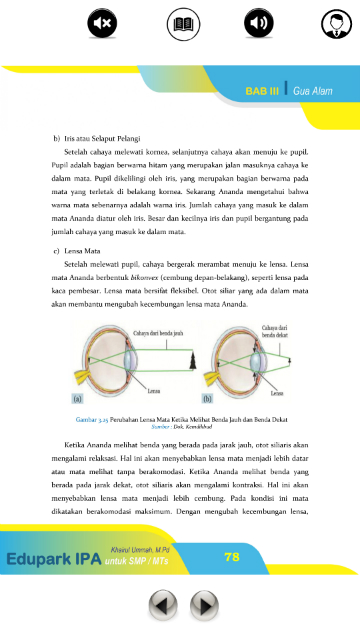 BAB III Gua Alam
b) Iris atau Selaput Pelangi
Setelah cahaya melewati kornea, selanjutnya cahaya akan menuju ke pupil.
Pupil adalah bagian berwarna hitam yang merupakan jalan masuknya cahaya ke
dalam mata. Pupil dikelilingi oleh iris, yang merupakan bagian berwarna pada
mata yang terletak di belakang kornea. Sekarang Ananda mengetahui bahwa
warna mata sebenarnya adalah warna iris. Jumlah cahaya yang masuk ke dalam
mata Ananda diatur oleh iris. Besar dan kecilnya iris dan pupil bergantung pada
jumlah cahaya yang masuk ke dalam mata.
c) Lensa Mata
Setelah melewati pupil, cahaya bergerak merambat menuju ke lensa. Lensa
mata Ananda berbentuk bikonvex (cembung depan-belakang), seperti lensa pada
kaca pembesar. Lensa mata bersifat fleksibel. Otot siliar yang ada dalam mata
akan membantu mengubah kecembungan lensa mata Ananda.
Cahaya dari benda jauh
Lensa
(a)
Cahaya dari
benda dekat
Lensa
(b)
Gambar 3.25 Perubahan Lensa Mata Ketika Melihat Benda Jauh dan Benda Dekat
Sumber : Dok. Kemdikbud
Ketika Ananda melihat benda yang berada pada jarak jauh, otot siliaris akan
mengalami relaksasi. Hal ini akan menyebabkan lensa mata menjadi lebih datar
atau mata melihat tanpa berakomodasi. Ketika Ananda melihat benda yang
berada pada jarak dekat, otot siliaris akan mengalami kontraksi. Hal ini akan
menyebabkan lensa mata menjadi lebih cembung. Pada kondisi ini mata
dikatakan berakomodasi maksimum. Dengan mengubah kecembungan lensa,
Khairul Ummah, M.Pd
Edupark IPA untuk SMP / MTs
78